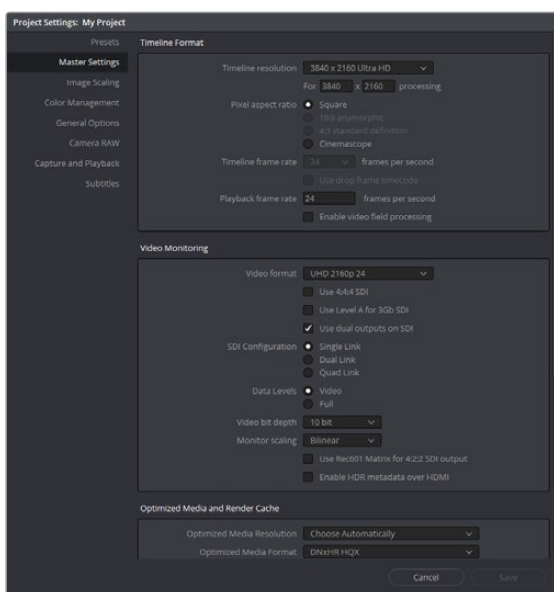 Project Settings: My Project
Presets
Master Settings
Image Scaling
Color Management
General Options
Camera RAW
Capture and Playback
Subtitles
Timeline Format
Timeline resolution 3840 x 2160 Ultra HD
For 3840 x 2160 processing
Pixel aspect ratio Square
16:9 anamorphic
4:3 standard definition
Cinemascope
Timeline frame rate 24 frames per second
Use drop frame timecode
Playback frame rate 24 frames per second
Enable video field processing
Video Monitoring
Video format UHD 2160p 24
Use 4:4:4 SDI
Use Level A for 3Gb SDI
Use dual outputs on SDI
SDI Configuration Single Link
Dual Link
Quad Link
Data Levels Video
Full
Video bit depth 10 bit
Monitor scaling Bilinear
Use Rec601 Matrix for 4:2:2 SDI output
Enable HDR metadata over HDMI
Optimized Media and Render Cache
Optimized Media Resolution Choose Automatically
Optimized Media Format DNxHR HQX
Cancel Save